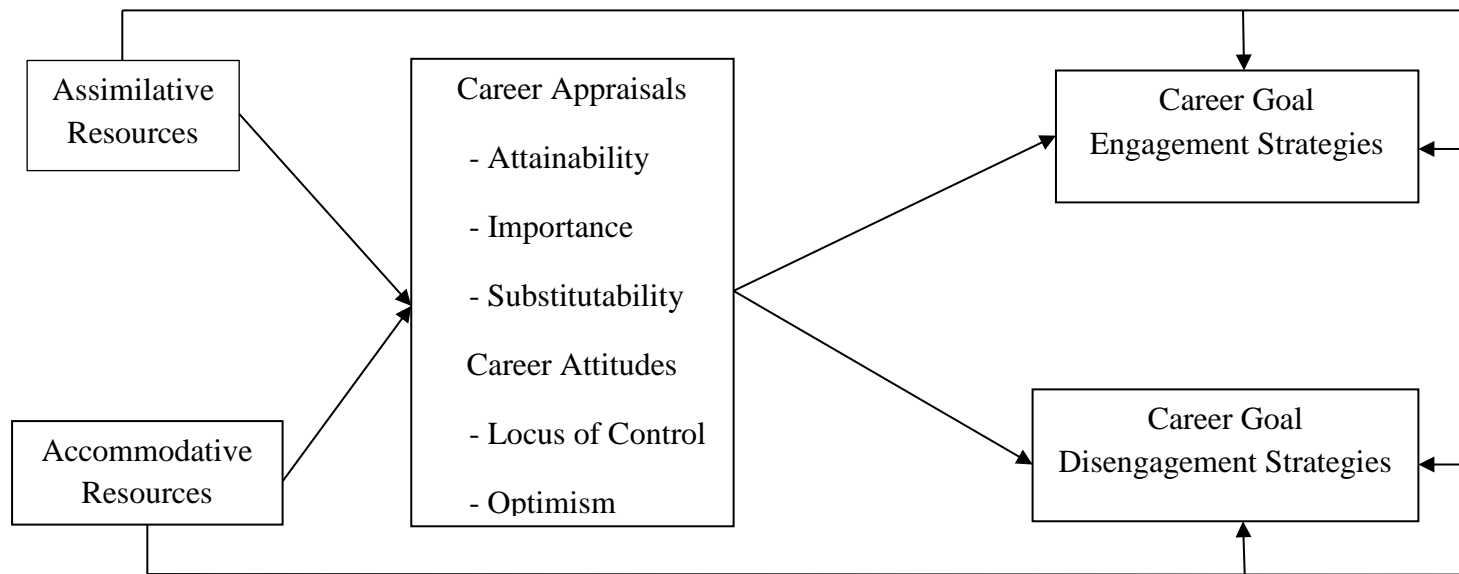 Assimilative
Resources
Accommodative
Resources
Career Appraisals
- Attainability
- Importance
- Substitutability
Career Attitudes
- Locus of Control
- Optimism
Career Goal
Engagement Strategies
Career Goal
Disengagement Strategies